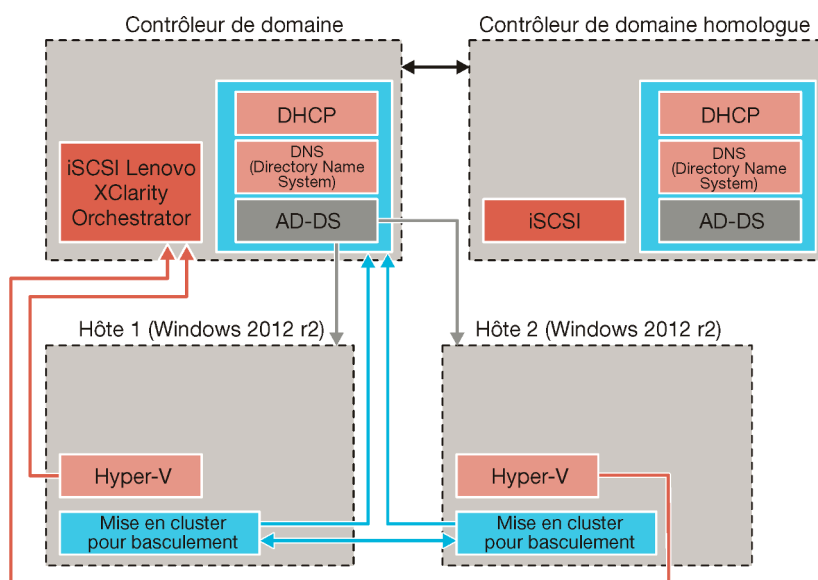 Contrôleur de domaine
Contrôleur de domaine homologue
iSCSI Lenovo
XClarity
Orchestrator
DHCP
DNS
(Directory Name
System)
AD-DS
iSCSI
DHCP
DNS
(Directory Name
System)
AD-DS
Hôte 1 (Windows 2012 r2)
Hôte 2 (Windows 2012 r2)
Hyper-V
Mise en cluster
pour basculement
Hyper-V
Mise en cluster
pour basculement